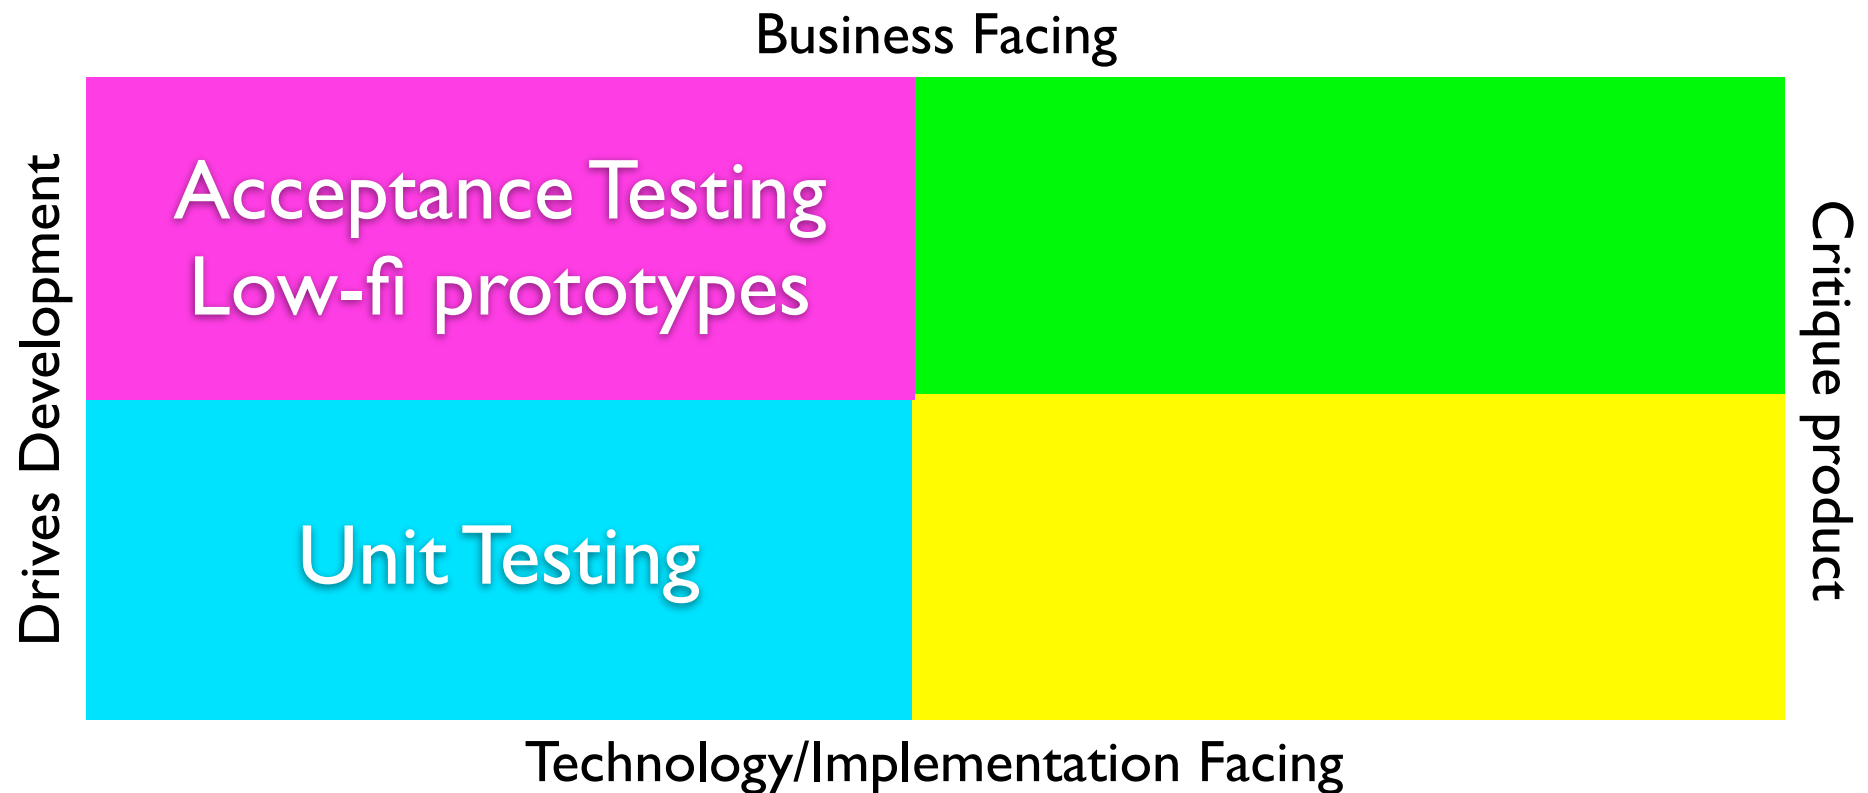 Business Facing
Drives Development
Acceptance Testing
Low-fi prototypes
Critique product
Unit Testing
Technology/Implementation Facing